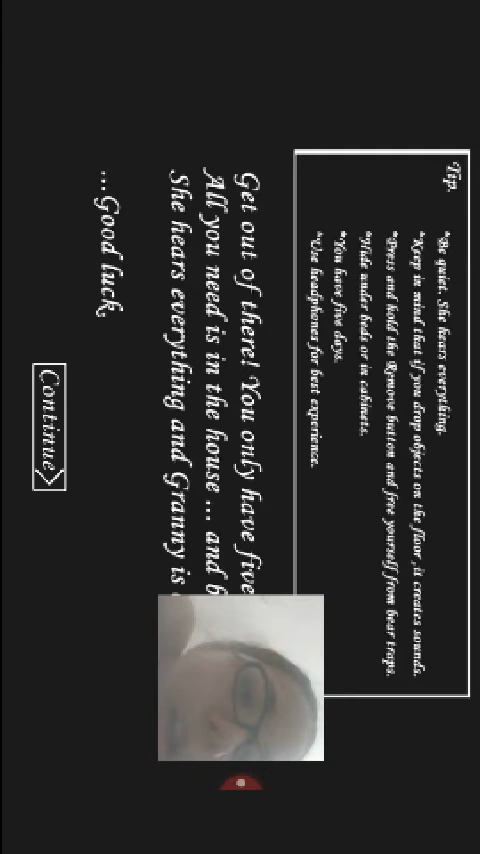 Tip.
*Be quiet. She hears everything.
*Keep in mind that if you drop objects on the floor, it creates sounds.
*Press and hold the Remove button and free yourself from bear traps.
*Hide under beds or in cabinets.
*You have five days.
*Use headphones for best experience.
Get out of there! You only have five
All you need is in the house ... and
She hears everything and Granny is
...Good luck.
Continue>